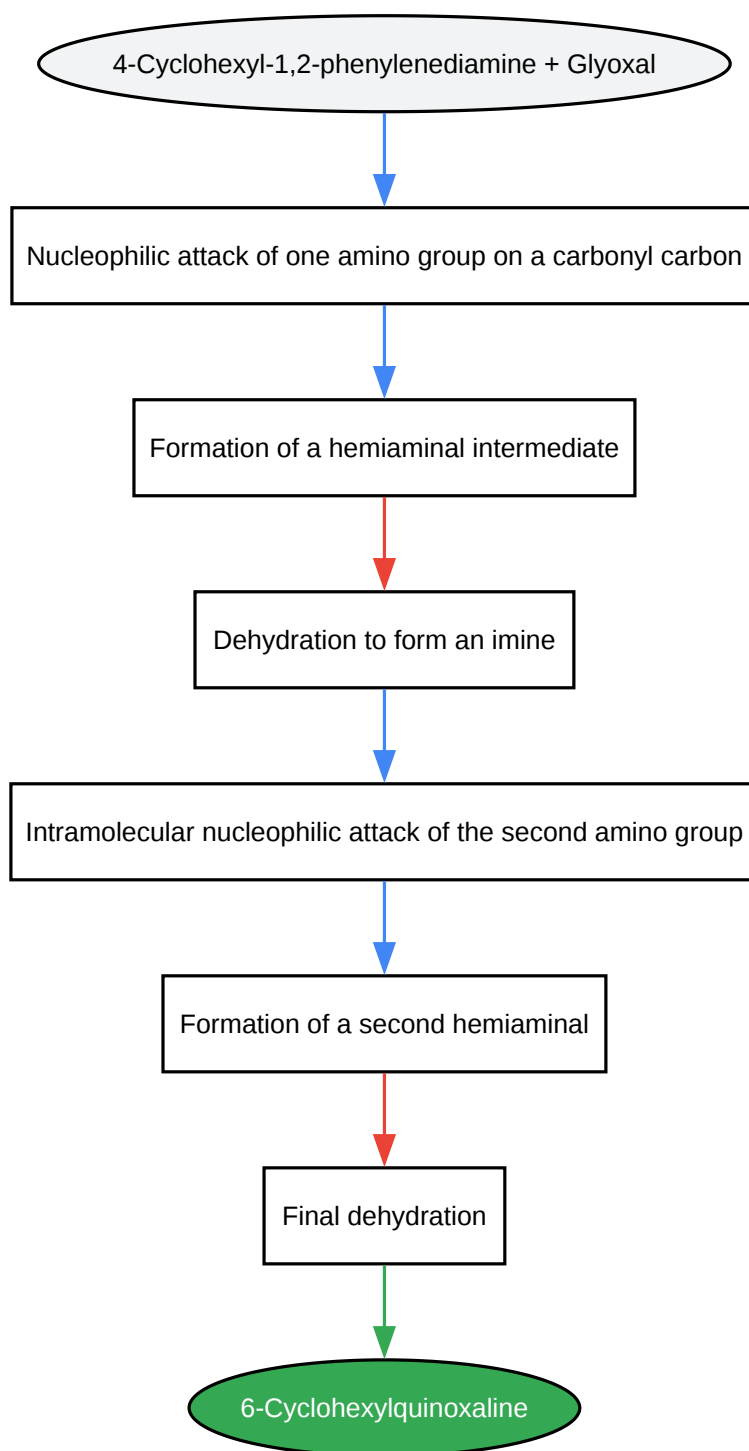 4-Cyclohexyl-1,2-phenylenediamine + Glyoxal
Nucleophilic attack of one amino group on a carbonyl carbon
Formation of a hemiaminal intermediate
Dehydration to form an imine
Intramolecular nucleophilic attack of the second amino group
Formation of a second hemiaminal
Final dehydration
6-Cyclohexylquinoxaline